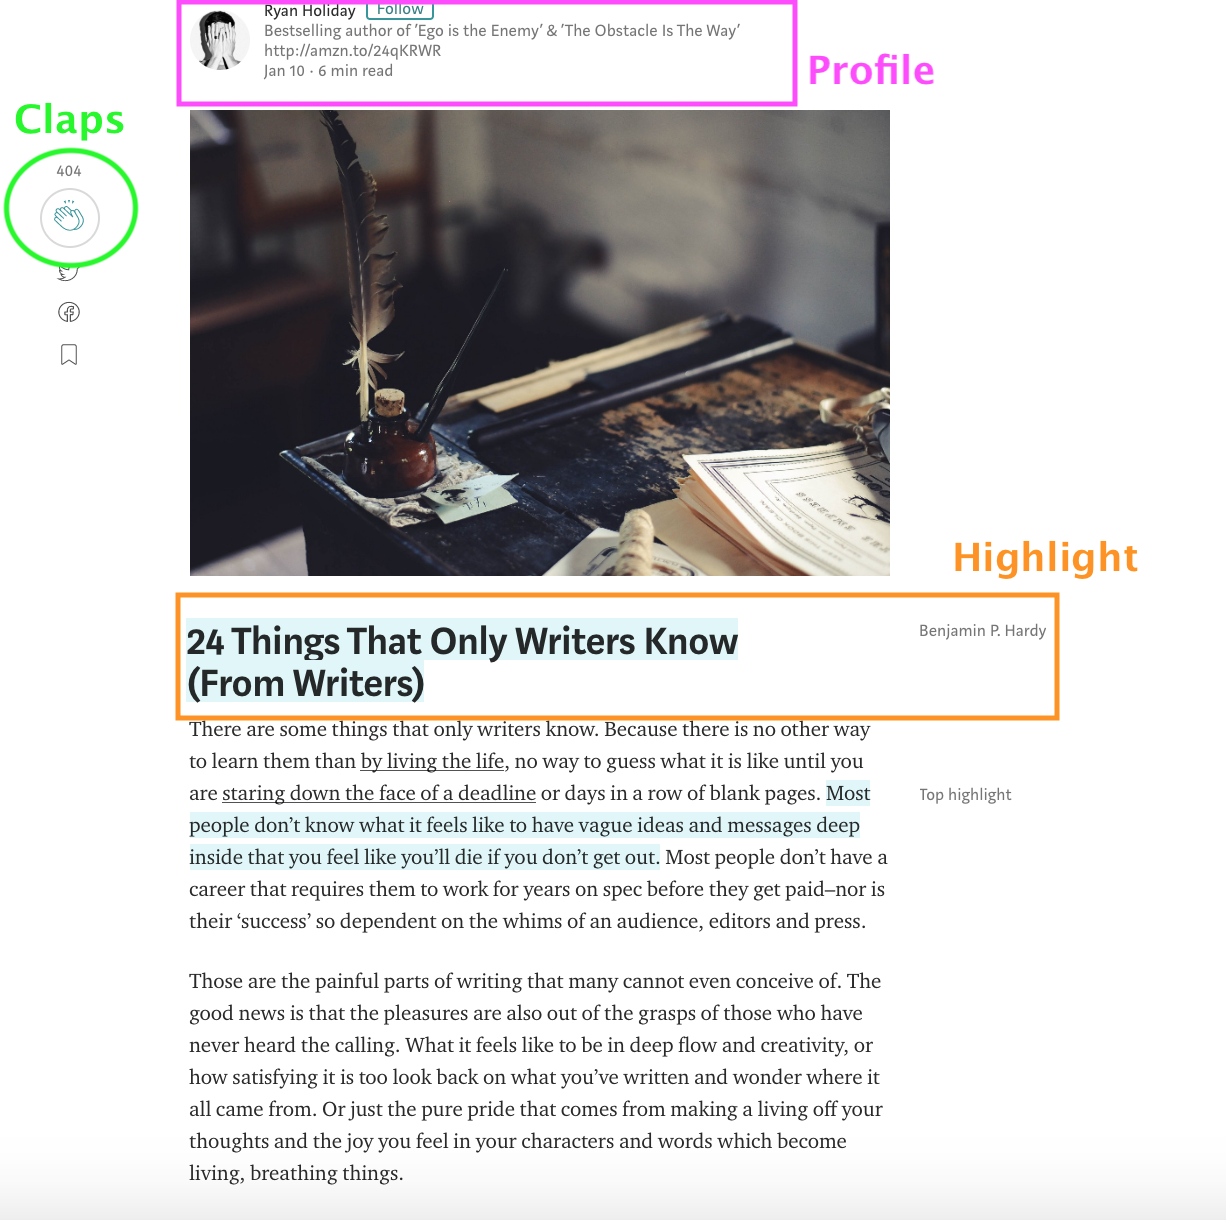 Ryan Holiday Follow
Bestselling author of ‘Ego is the Enemy’ & ‘The Obstacle Is The Way’
http://amzn.to/24qKRWR
Jan 10 · 6 min read
Profile
Claps
404
Highlight
24 Things That Only Writers Know
(From Writers)
Benjamin P. Hardy
There are some things that only writers know. Because there is no other way
to learn them than by living the life, no way to guess what it is like until you
are staring down the face of a deadline or days in a row of blank pages. Most
people don’t know what it feels like to have vague ideas and messages deep
inside that you feel like you’ll die if you don’t get out. Most people don’t have a
career that requires them to work for years on spec before they get paid–nor is
their ‘success’ so dependent on the whims of an audience, editors and press.
Top highlight
Those are the painful parts of writing that many cannot even conceive of. The
good news is that the pleasures are also out of the grasps of those who have
never heard the calling. What it feels like to be in deep flow and creativity, or
how satisfying it is too look back on what you’ve written and wonder where it
all came from. Or just the pure pride that comes from making a living off your
thoughts and the joy you feel in your characters and words which become
living, breathing things.